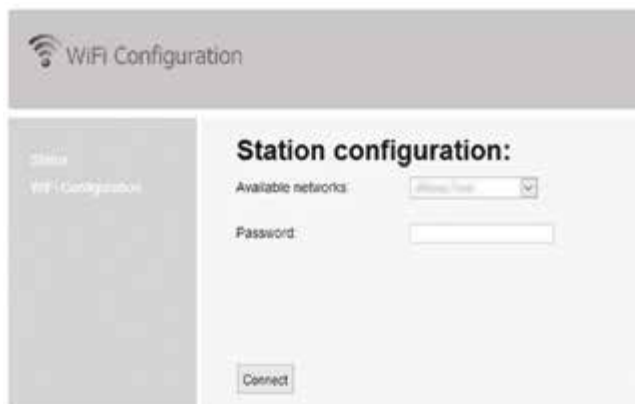 WiFi Configuration
Status
WiFi Configuration
Station configuration:
Available networks:
Password:
Connect